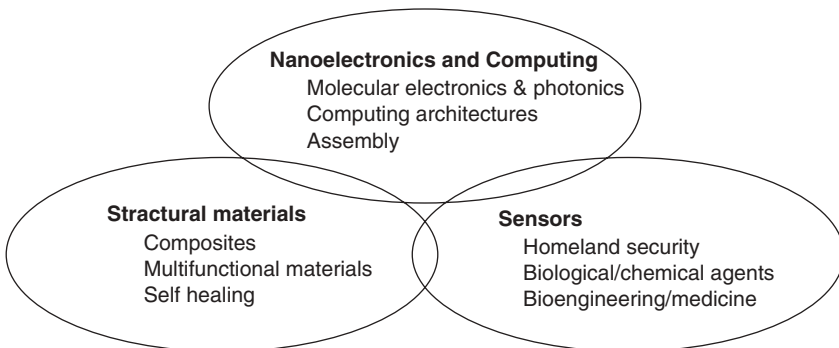 Nanoelectronics and Computing
Molecular electronics & photonics
Computing architectures
Assembly
Stractural materials
Composites
Multifunctional materials
Self healing
Sensors
Homeland security
Biological/chemical agents
Bioengineering/medicine